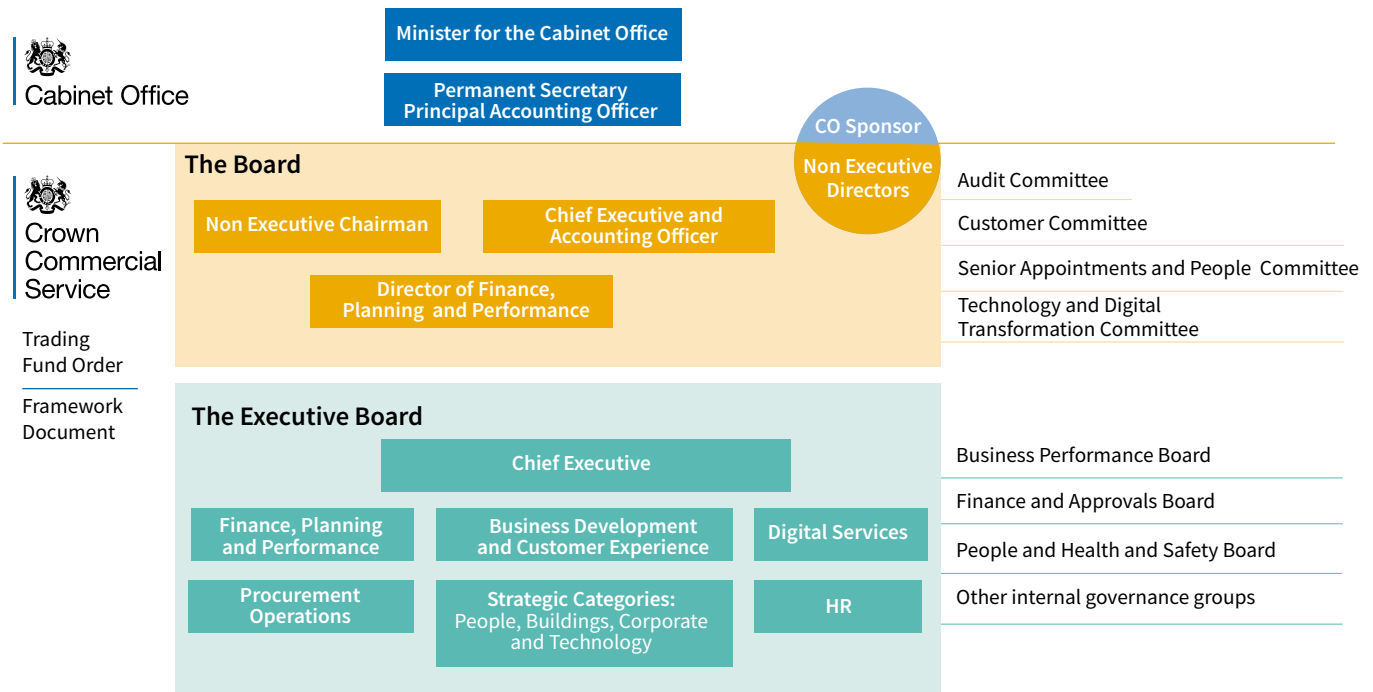 Cabinet Office
Minister for the Cabinet Office
Permanent Secretary
Principal Accounting Officer
CO Sponsor
Non Executive
Directors
Crown
Commercial
Service
Trading
Fund Order
Framework
Document
The Board
Non Executive Chairman
Chief Executive and
Accounting Officer
Director of Finance,
Planning and Performance
Audit Committee
Customer Committee
Senior Appointments and People Committee
Technology and Digital
Transformation Committee
The Executive Board
Chief Executive
Finance, Planning
and Performance
Business Development
and Customer Experience
Digital Services
Procurement
Operations
Strategic Categories:
People, Buildings, Corporate
and Technology
HR
Business Performance Board
Finance and Approvals Board
People and Health and Safety Board
Other internal governance groups